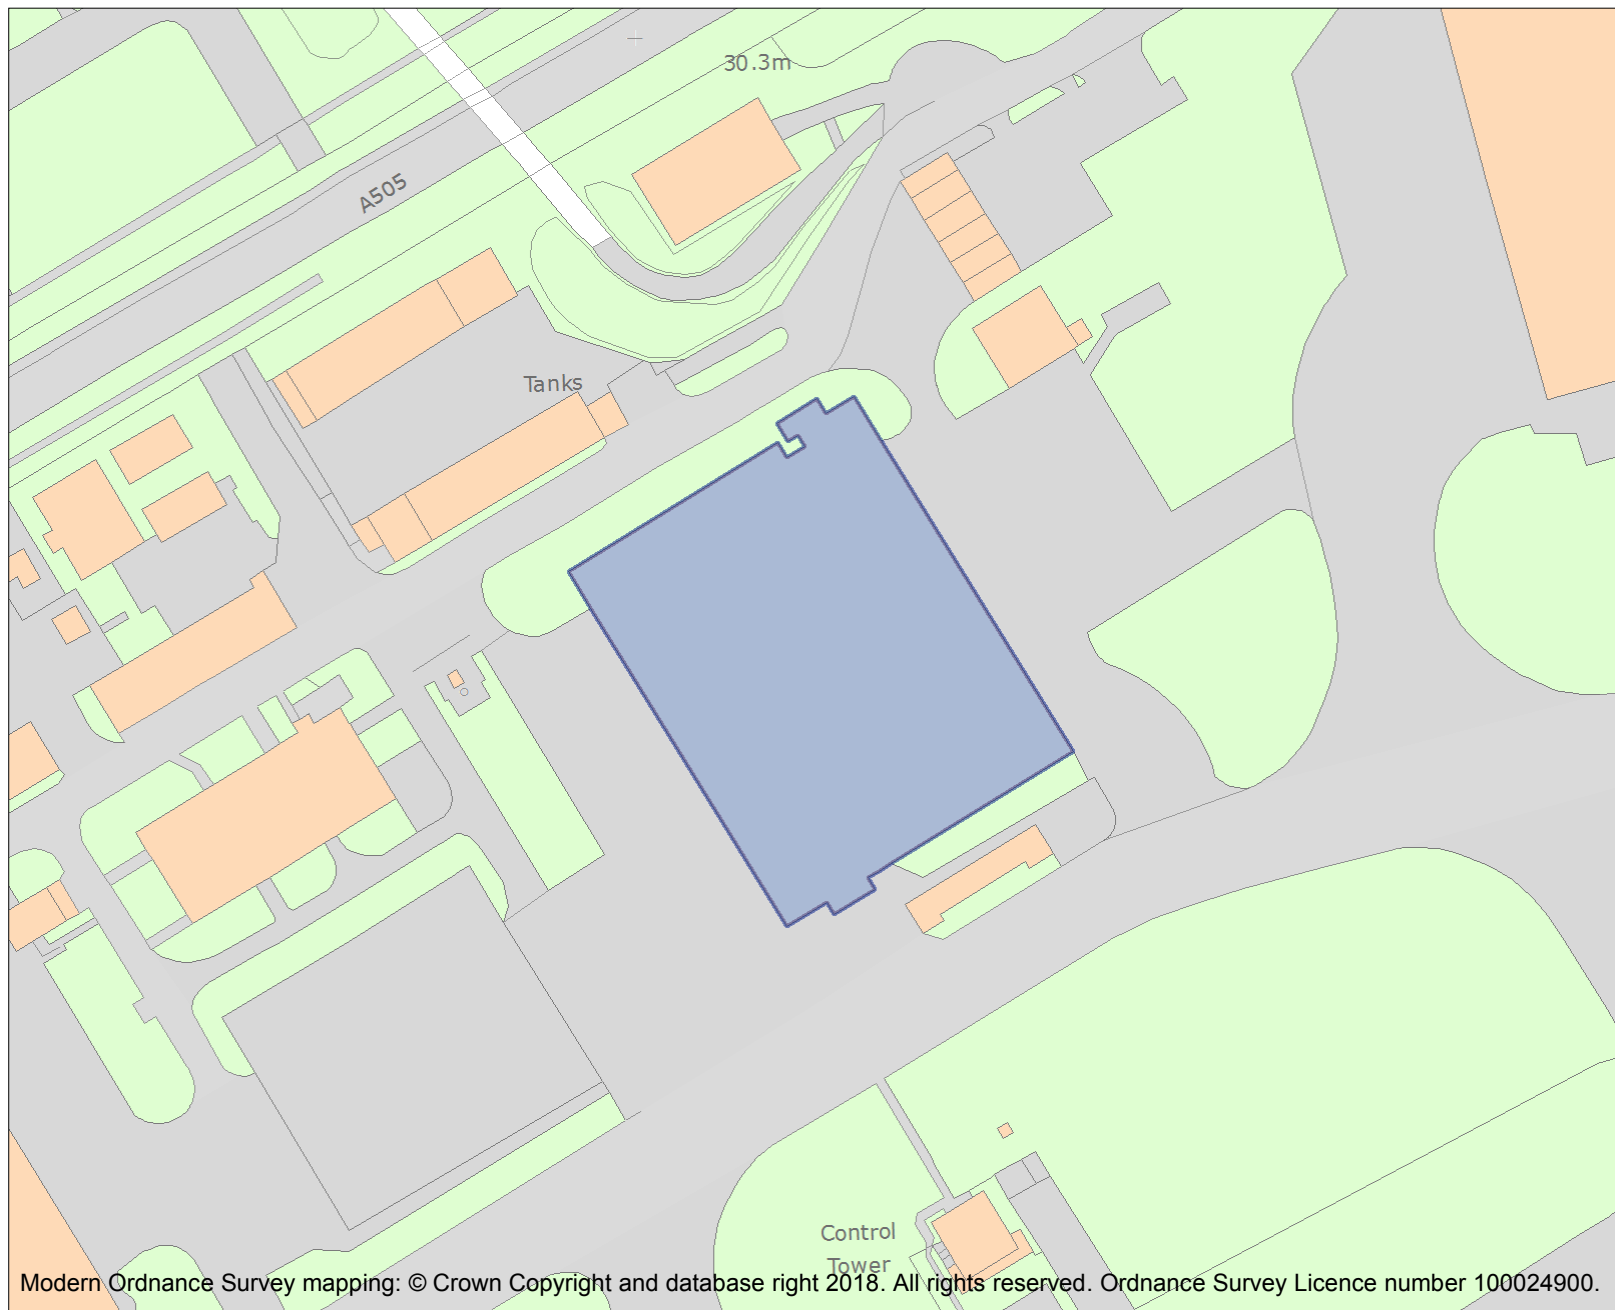 30.3m
A505
Tanks
Control
Tower
Modern Ordnance Survey mapping: © Crown Copyright and database right 2018. All rights reserved. Ordnance Survey Licence number 100024900.